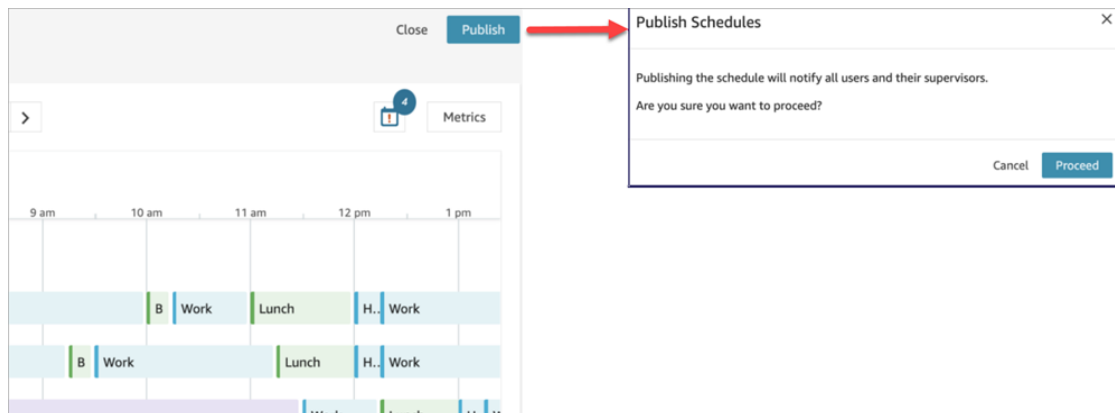 Close Publish
Publish Schedules
Publishing the schedule will notify all users and their supervisors.
Are you sure you want to proceed?
Cancel Proceed
4
Metrics
9 am 10 am 11 am 12 pm 1 pm
B Work Lunch H.. Work
B Work Lunch H.. Work